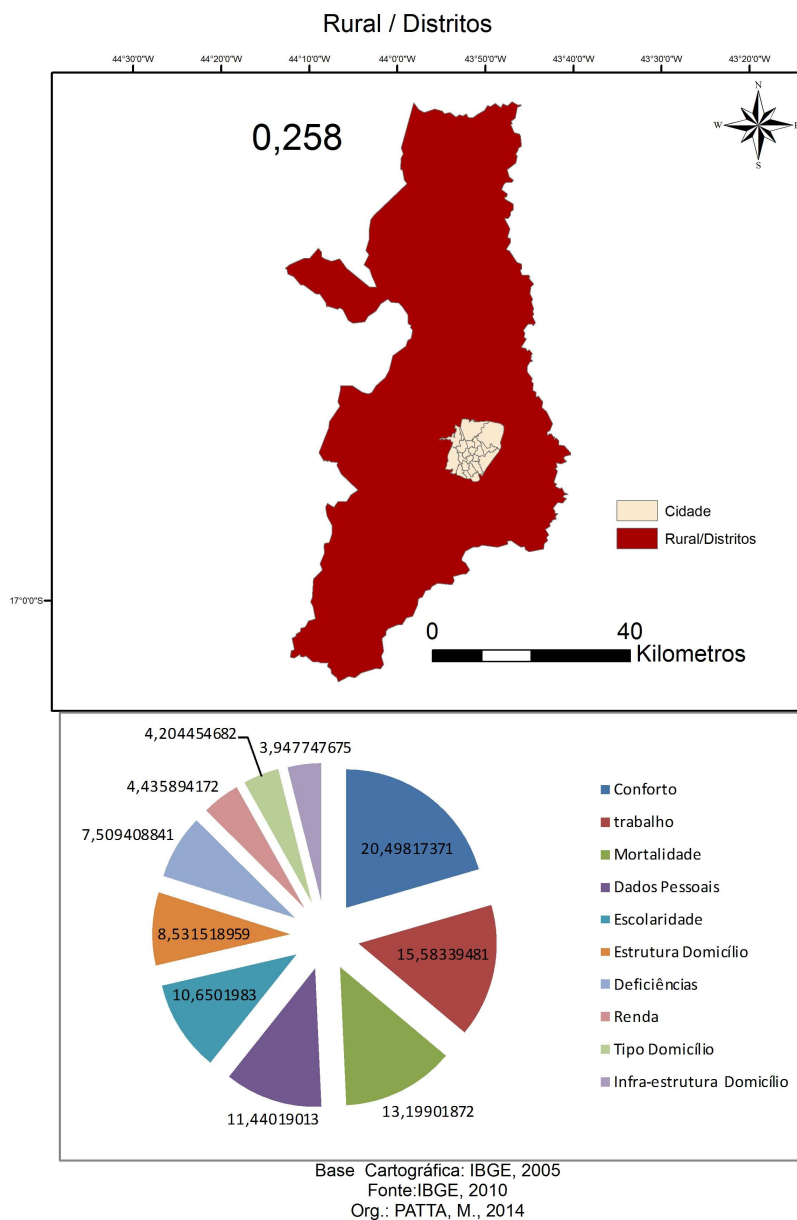 Rural / Distritos
44°30'0"W 44°20'0"W 44°10'0"W 44°0'0"W 43°50'0"W 43°40'0"W 43°30'0"W 43°20'0"W
0,258
N
W E
S
Cidade
Rural/Distritos
17°0'0"S
0 40
Kilometros
4,204454682
3,947747675
4,435894172
7,509408841
20,49817371
8,531518959
15,58339481
10,6501983
11,44019013
13,19901872
Conforto
trabalho
Mortalidade
Dados Pessoais
Escolaridade
Estrutura Domicílio
Deficiências
Renda
Tipo Domicílio
Infra-estrutura Domicílio
Base Cartográfica: IBGE, 2005
Fonte:IBGE, 2010
Org.: PATTA, M., 2014